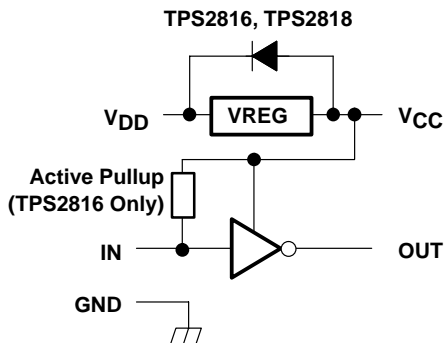 TPS2816, TPS2818
VDD
VREG
VCC
Active Pullup
(TPS2816 Only)
IN
OUT
GND